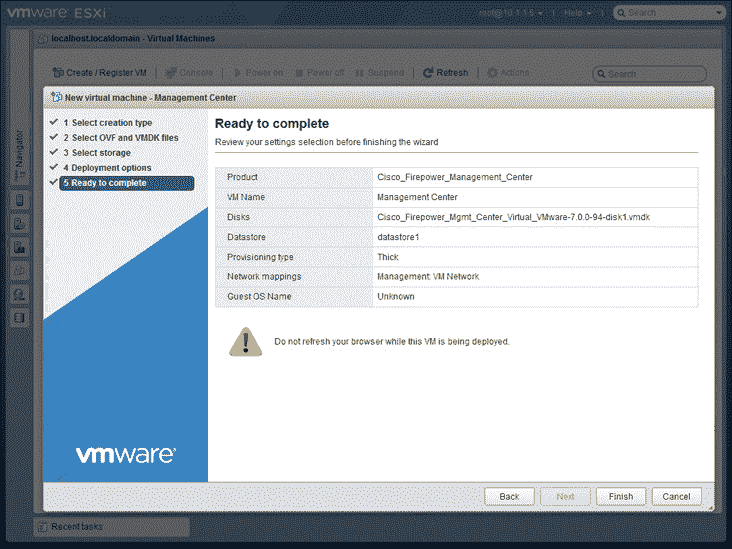 vmware ESXi
root@10.1.1.6
Help
Search
localhost.localdomain - Virtual Machines
Create / Register VM
Console
Power on
Power off
Suspend
Refresh
Actions
Search
Navigator
New virtual machine - Management Center
1 Select creation type
2 Select OVF and VMDK files
3 Select storage
4 Deployment options
5 Ready to complete
Ready to complete
Review your settings selection before finishing the wizard
Product Cisco_Firepower_Management_Center
VM Name Management Center
Disks Cisco_Firepower_Mgmt_Center_Virtual_VMware-7.0.0-94-disk1.vmdk
Datastore datastore1
Provisioning type Thick
Network mappings Management: VM Network
Guest OS Name Unknown
Do not refresh your browser while this VM is being deployed.
vmware
Back
Next
Finish
Cancel
Recent tasks